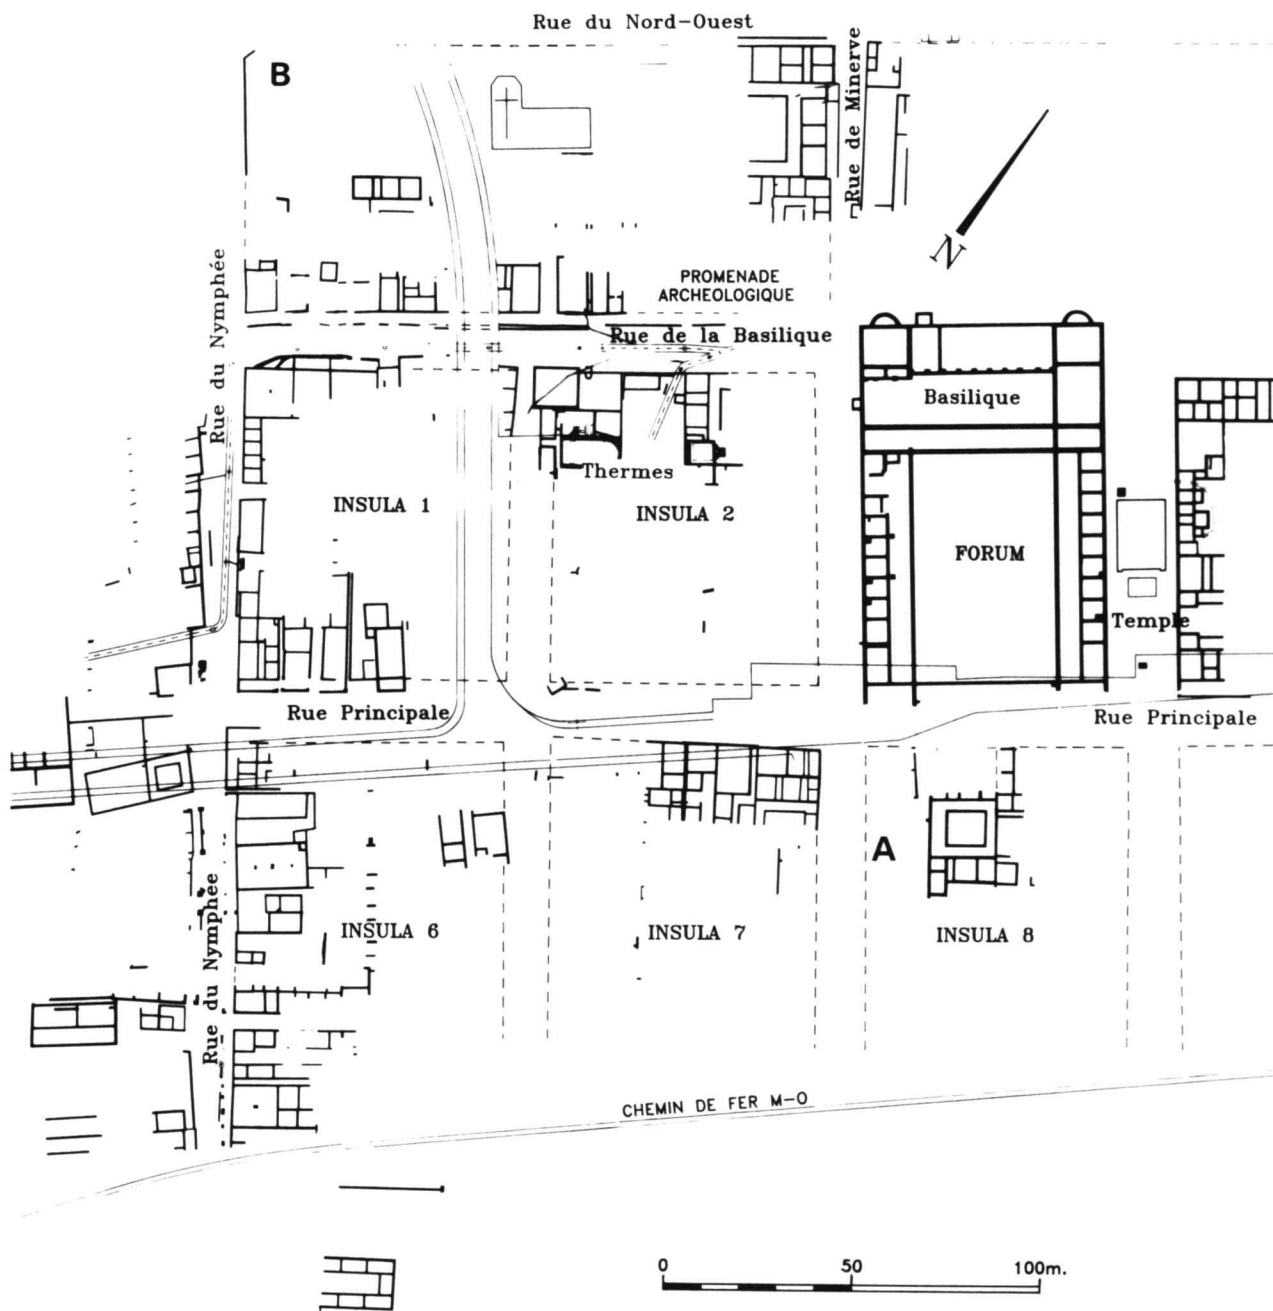 Rue du Nord-Ouest
B
Rue de Minerve
N
Rue du Nymphée
PROMENADE
ARCHEOLOGIQUE
Rue de la Basilique
Basilique
Thermes
INSULA 1
INSULA 2
FORUM
Temple
Rue Principale
Rue Principale
A
Rue du Nymphée
INSULA 6
INSULA 7
INSULA 8
CHEMIN DE FER M-O
0 50 100m.